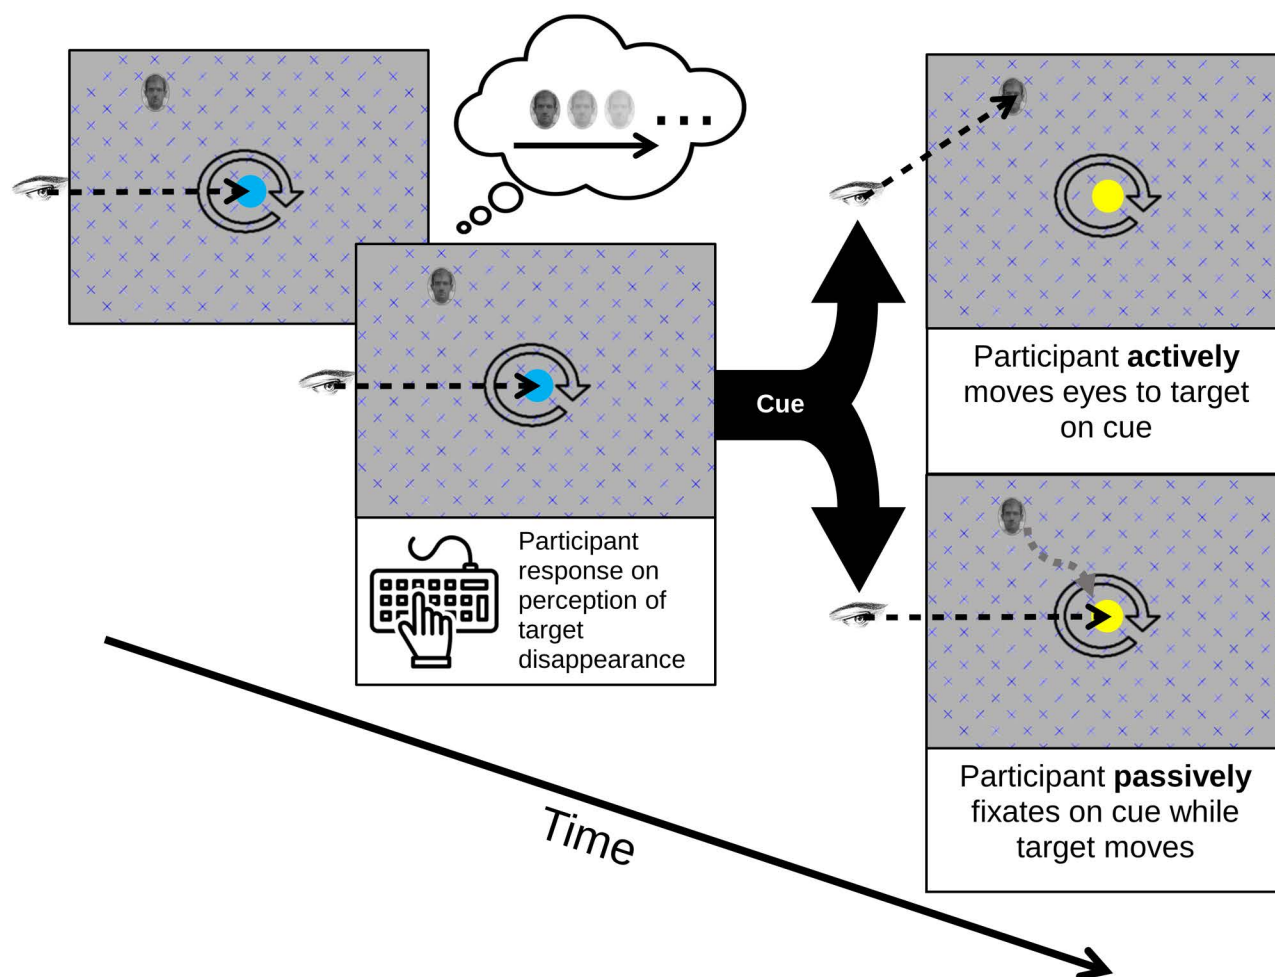 Cue
Participant
response on
perception of
target
disappearance
Participant actively
moves eyes to target
on cue
Participant passively
fixates on cue while
target moves
Time